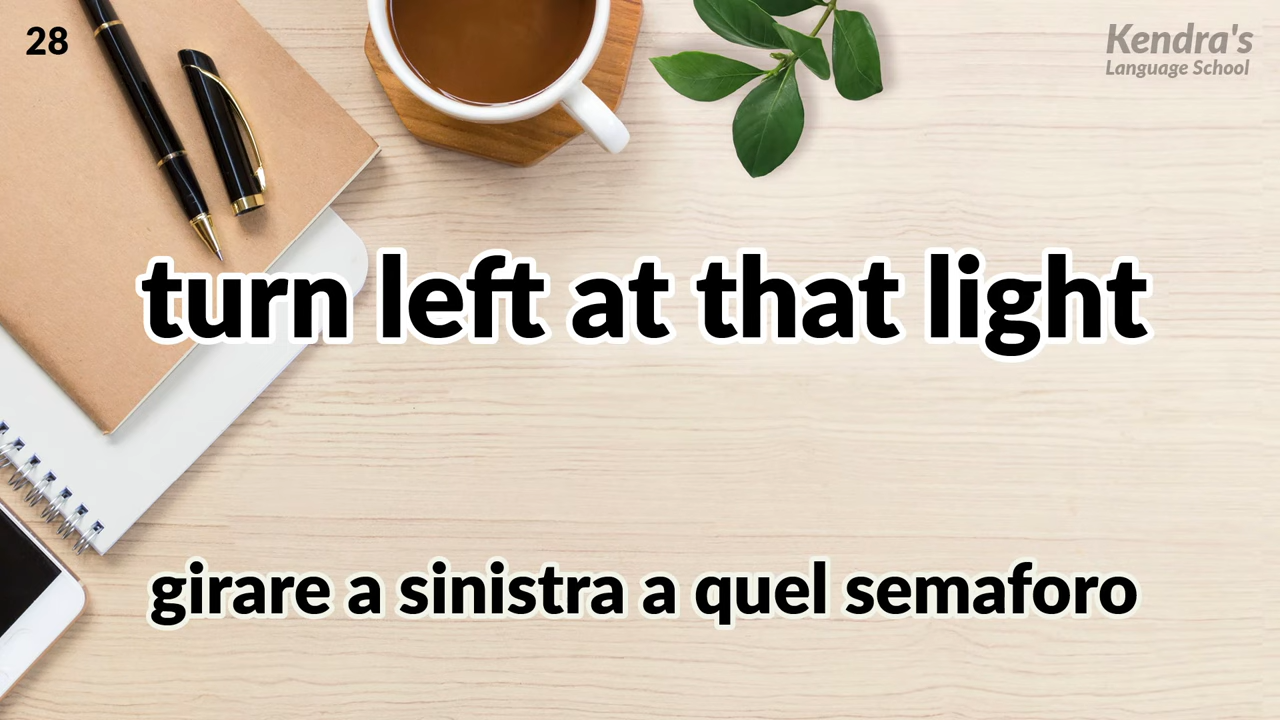 28
Kendra's
Language School
turn left at that light
girare a sinistra a quel semaforo